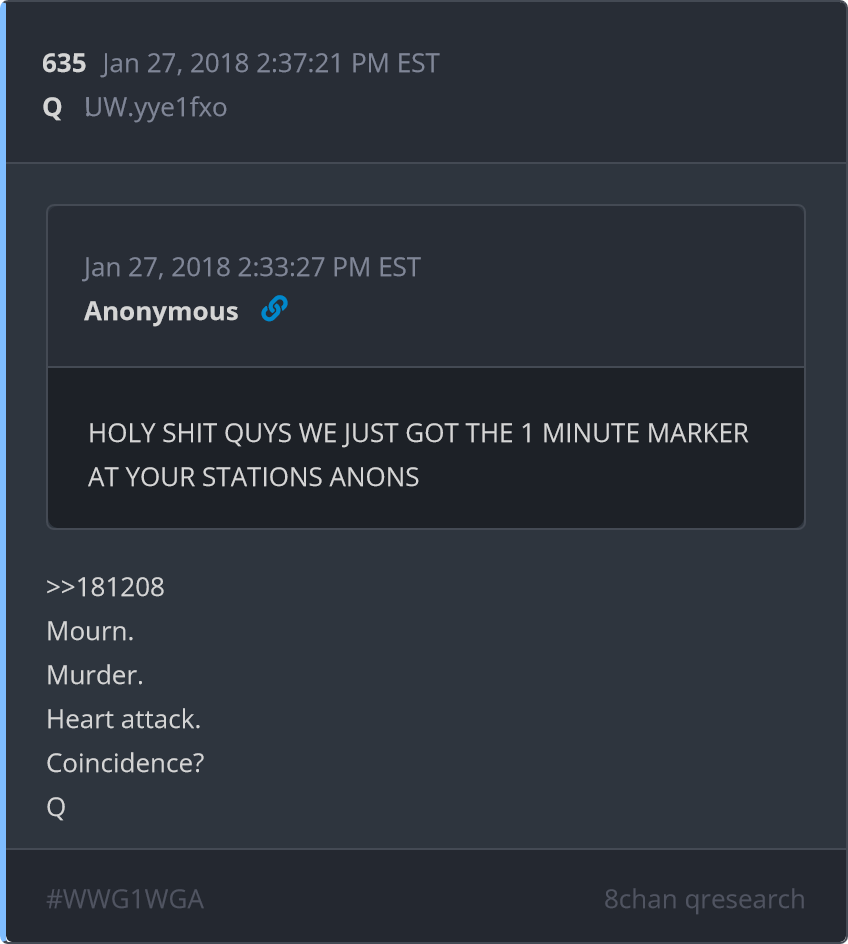 635 Jan 27, 2018 2:37:21 PM EST
Q UW.yye1fxo
Jan 27, 2018 2:33:27 PM EST
Anonymous
HOLY SHIT QUYS WE JUST GOT THE 1 MINUTE MARKER
AT YOUR STATIONS ANONS
>>181208
Mourn.
Murder.
Heart attack.
Coincidence?
Q
#WWG1WGA 8chan qresearch